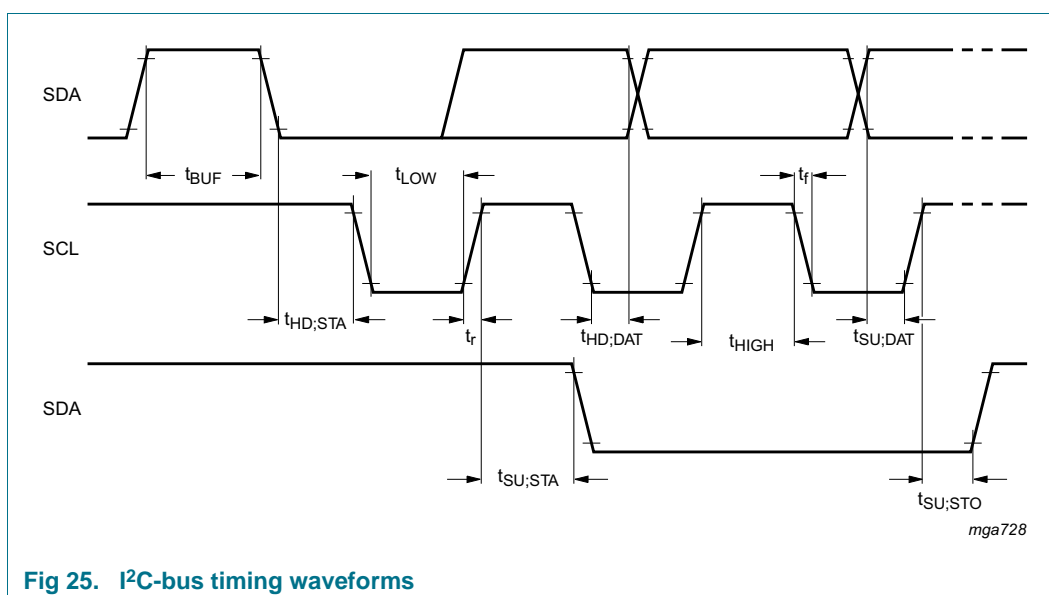 SDA
tBUF
tLOW
tf
SCL
tHD;STA
tr
tHD;DAT
tHIGH
tSU;DAT
SDA
tSU;STA
tSU;STO
mga728
Fig 25. I²C-bus timing waveforms